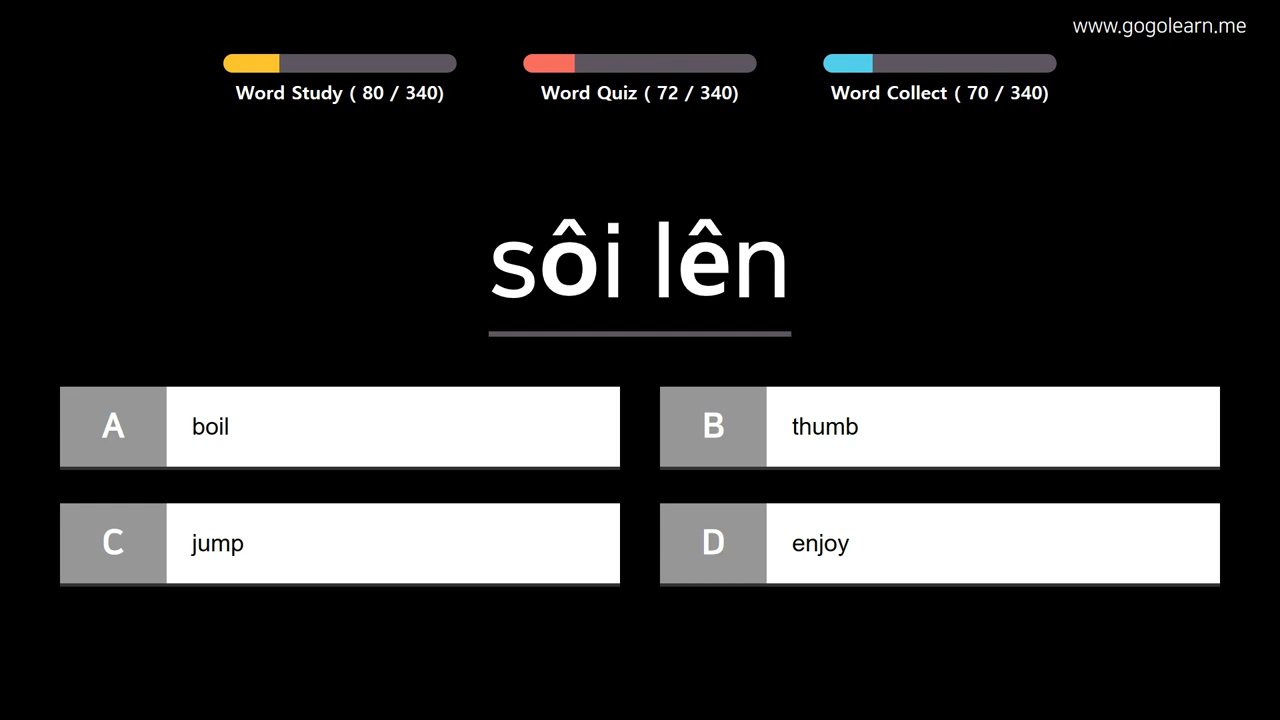 www.gogolearn.me
Word Study ( 80 / 340)
Word Quiz ( 72 / 340)
Word Collect ( 70 / 340)
sôi lên
A boil
B thumb
C jump
D enjoy